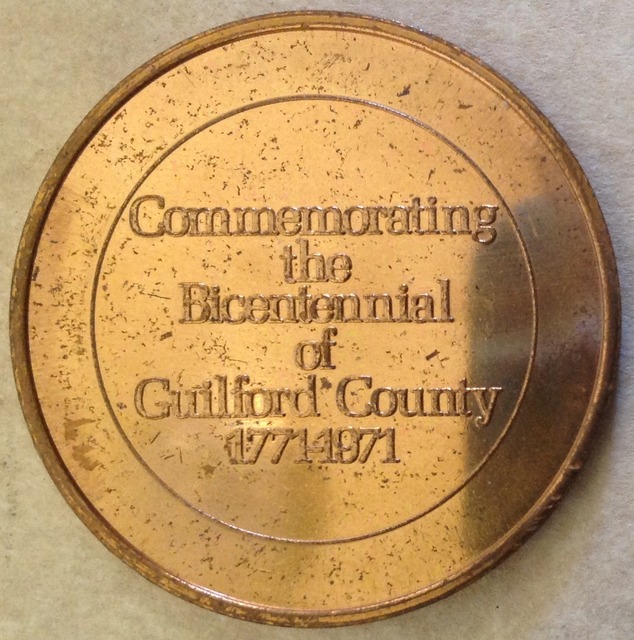 Commemorating
the
Bicentennial
of
Guilford County
1771-1971